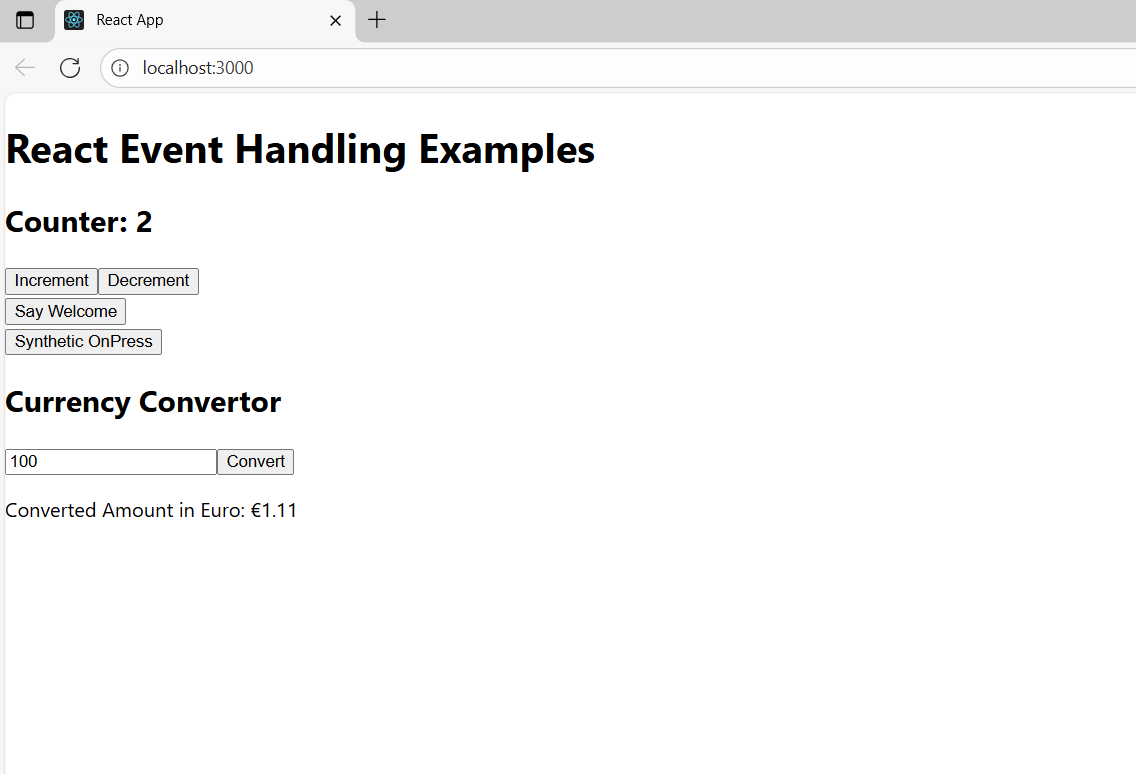 React App
localhost:3000
React Event Handling Examples
Counter: 2
Increment Decrement
Say Welcome
Synthetic OnPress
Currency Convertor
100 Convert
Converted Amount in Euro: €1.11